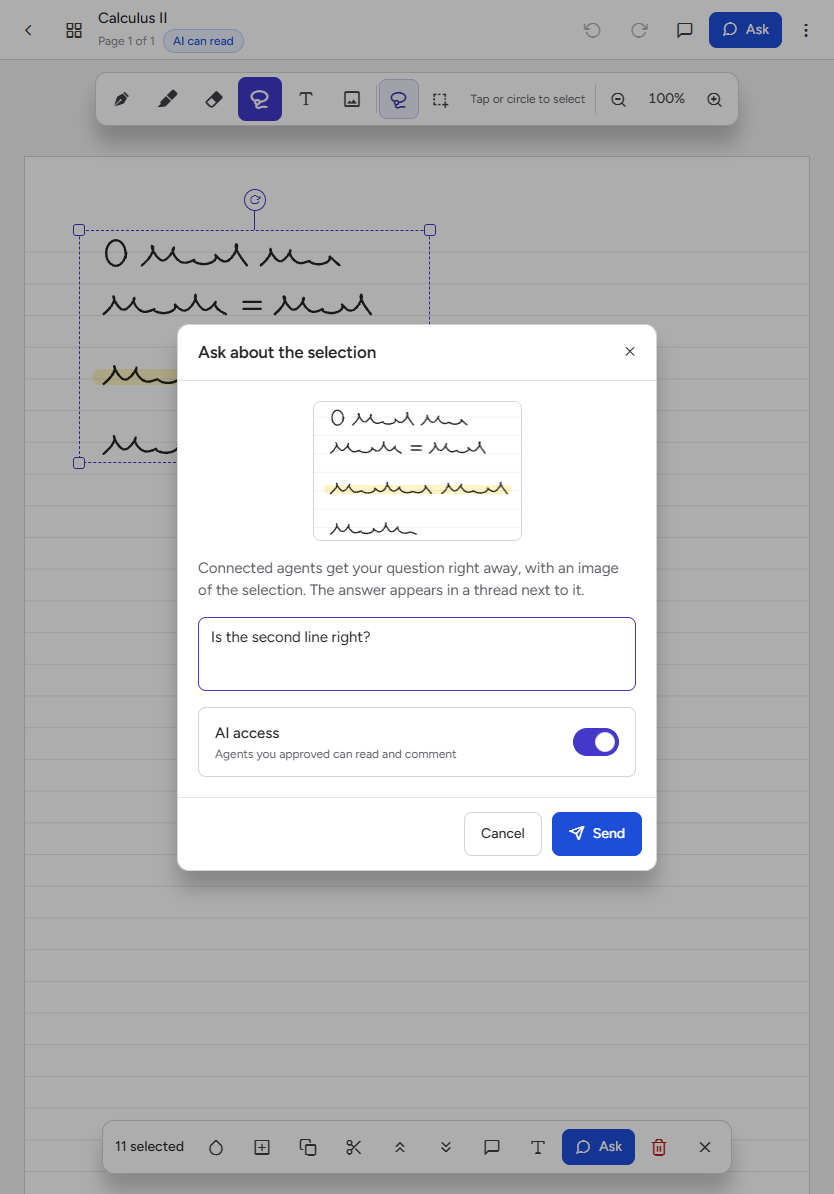 Calculus II
Page 1 of 1 AI can read
Ask
T Tap or circle to select 100%
Ask about the selection
Connected agents get your question right away, with an image
of the selection. The answer appears in a thread next to it.
Is the second line right?
AI access
Agents you approved can read and comment
Cancel Send
11 selected T Ask